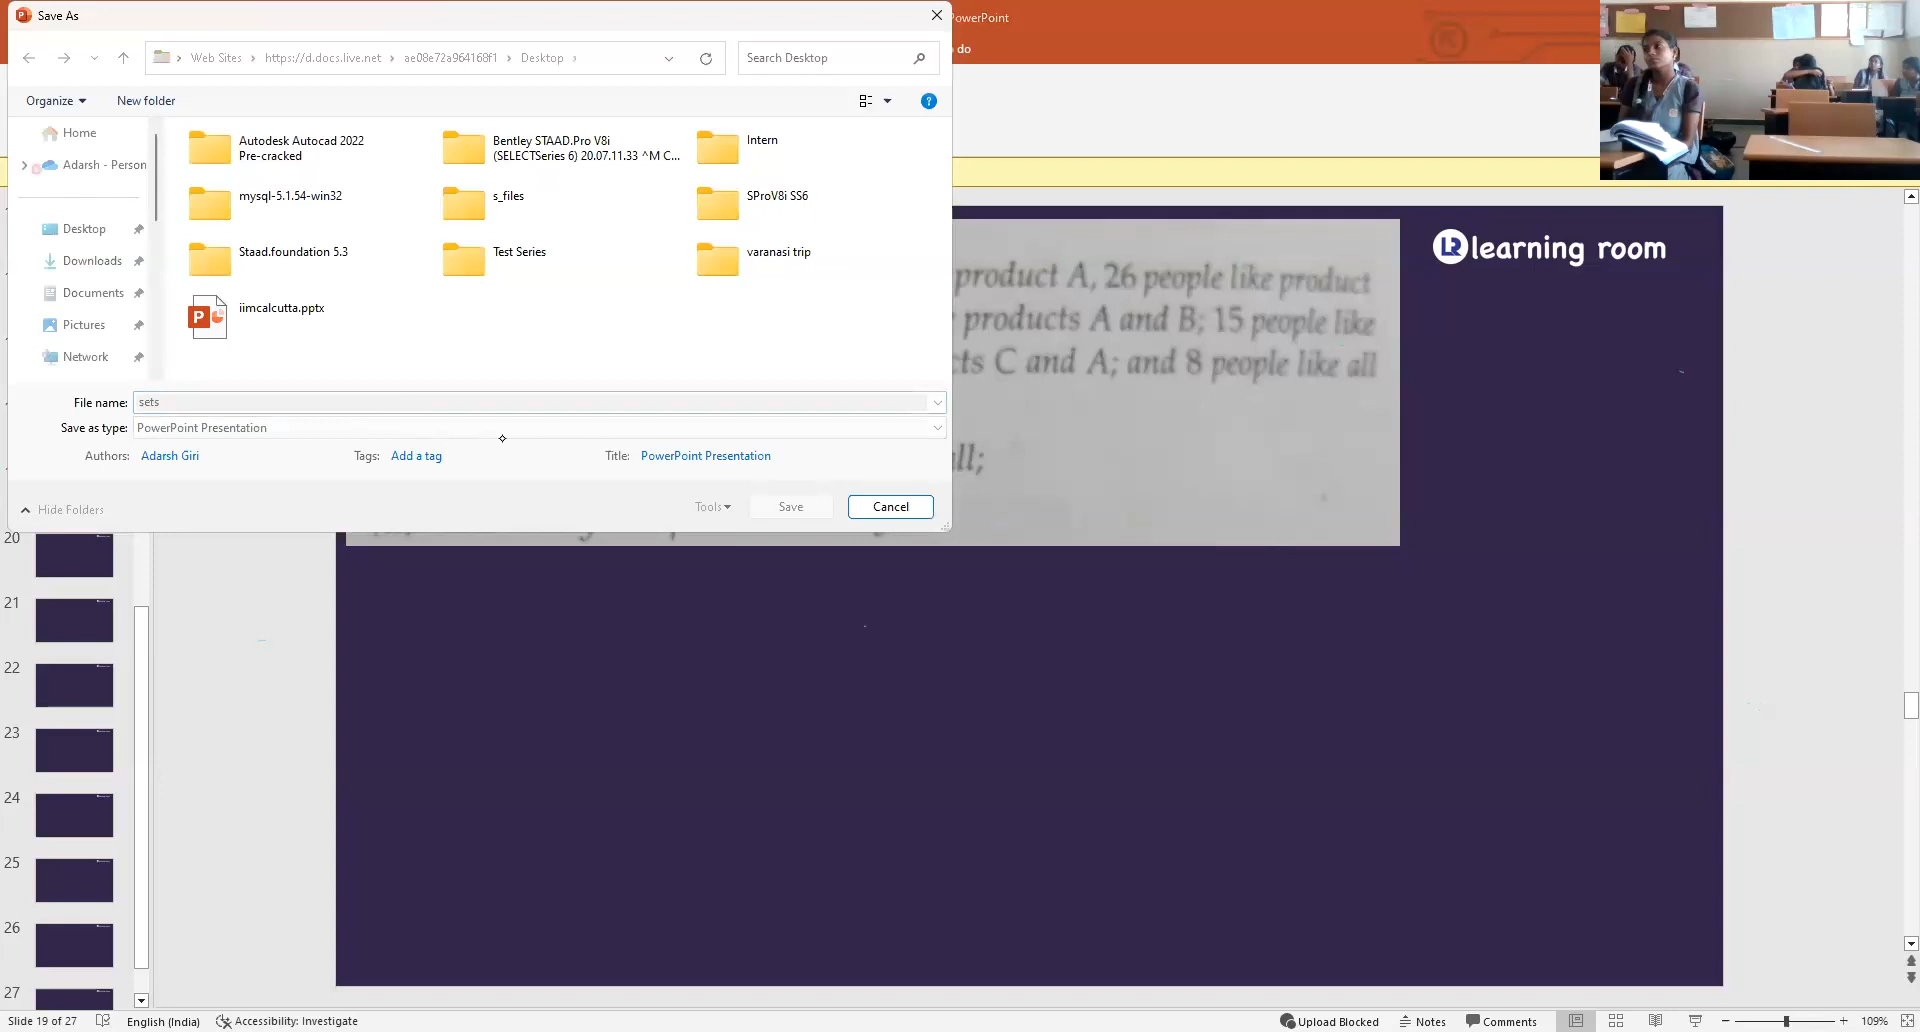 Save As
PowerPoint
do
Web Sites › https://d.docs.live.net › ae08e72a964168f1 › Desktop ›
Search Desktop
Organize
New folder
Home
Adarsh - Person
Desktop
Downloads
Documents
Pictures
Network
Autodesk Autocad 2022
Pre-cracked
Bentley STAAD.Pro V8i
(SELECTSeries 6) 20.07.11.33 ^M C...
Intern
mysql-5.1.54-win32
s_files
SProV8i SS6
Staad.foundation 5.3
Test Series
varanasi trip
iimcalcutta.pptx
File name: sets
Save as type: PowerPoint Presentation
Authors: Adarsh Giri
Tags: Add a tag
Title: PowerPoint Presentation
Hide Folders
Tools
Save
Cancel
LR learning room
product A, 26 people like product
products A and B; 15 people like
cts C and A; and 8 people like all
all;
20
21
22
23
24
25
26
27
Slide 19 of 27
English (India)
Accessibility: Investigate
Upload Blocked
Notes
Comments
109%